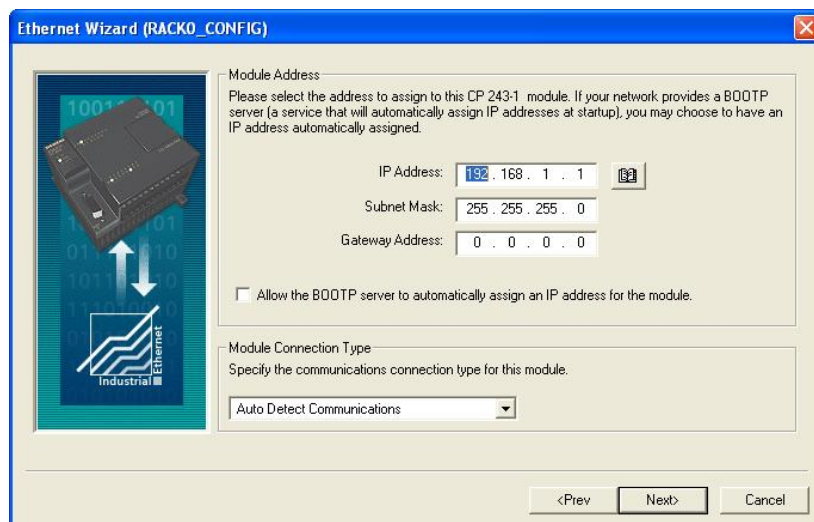 Ethernet Wizard (RACK0_CONFIG)
Module Address
Please select the address to assign to this CP 243-1 module. If your network provides a BOOTP
server (a service that will automatically assign IP addresses at startup), you may choose to have an
IP address automatically assigned.
IP Address: 192 . 168 . 1 . 1
Subnet Mask: 255 . 255 . 255 . 0
Gateway Address: 0 . 0 . 0 . 0
Allow the BOOTP server to automatically assign an IP address for the module.
Module Connection Type
Specify the communications connection type for this module.
Auto Detect Communications
Industrial
Ethernet
<Prev
Next>
Cancel